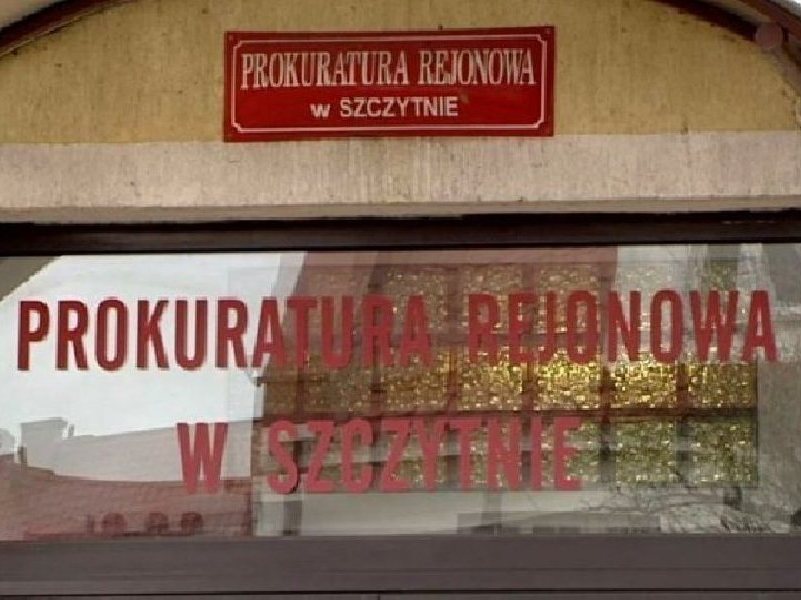 PROKURATURA REJONOWA
w SZCZYTNIE
PROKURATURA REJONOWA
W SZCZYTNIE